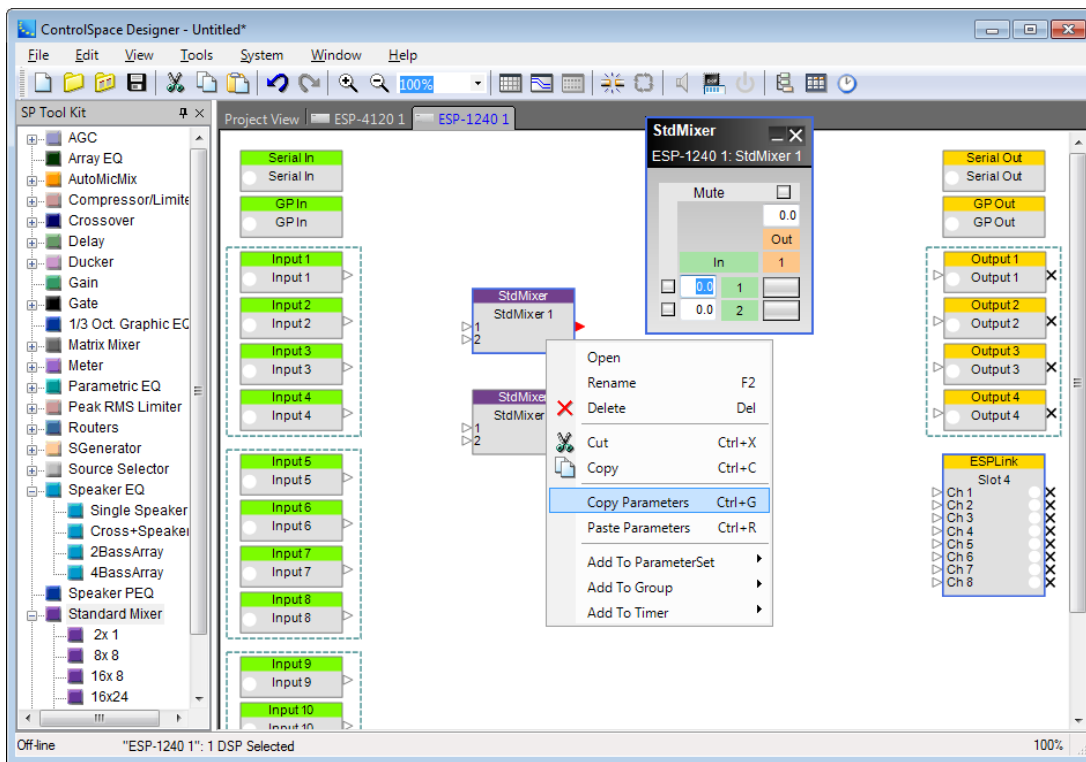 ControlSpace Designer - Untitled*
File Edit View Tools System Window Help
100%
SP Tool Kit
Project View ESP-4120 1 ESP-1240 1
AGC
Array EQ
AutoMicMix
Compressor/Limite
Crossover
Delay
Ducker
Gain
Gate
1/3 Oct. Graphic EC
Matrix Mixer
Meter
Parametric EQ
Peak RMS Limiter
Routers
SGenerator
Source Selector
Speaker EQ
Single Speaker
Cross+Speaker
2BassArray
4BassArray
Speaker PEQ
Standard Mixer
2x 1
8x 8
16x 8
16x24
Serial In
Serial In
GP In
GP In
Input 1
Input 1
Input 2
Input 2
Input 3
Input 3
Input 4
Input 4
Input 5
Input 5
Input 6
Input 6
Input 7
Input 7
Input 8
Input 8
Input 9
Input 9
Input 10
Input 10
StdMixer
StdMixer 1
1
2
StdMixe
StdMixer
1
2
StdMixer
ESP-1240 1: StdMixer 1
Mute
0.0
Out
In 1
0.0 1
0.0 2
Open
Rename F2
Delete Del
Cut Ctrl+X
Copy Ctrl+C
Copy Parameters Ctrl+G
Paste Parameters Ctrl+R
Add To ParameterSet
Add To Group
Add To Timer
Serial Out
Serial Out
GP Out
GP Out
Output 1
Output 1
Output 2
Output 2
Output 3
Output 3
Output 4
Output 4
ESPLink
Slot 4
Ch 1
Ch 2
Ch 3
Ch 4
Ch 5
Ch 6
Ch 7
Ch 8
Off-line "ESP-1240 1": 1 DSP Selected 100%